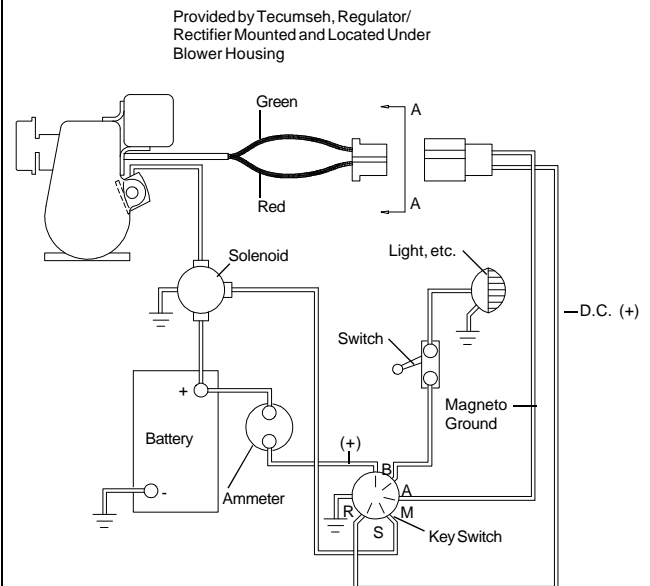 Provided by Tecumseh, Regulator/
Rectifier Mounted and Located Under
Blower Housing
Green
A
A
Red
Solenoid
Light, etc.
D.C. (+)
Switch
+
Magneto
Ground
Battery
(+)
B
A
-
Ammeter
R
M
S
Key Switch